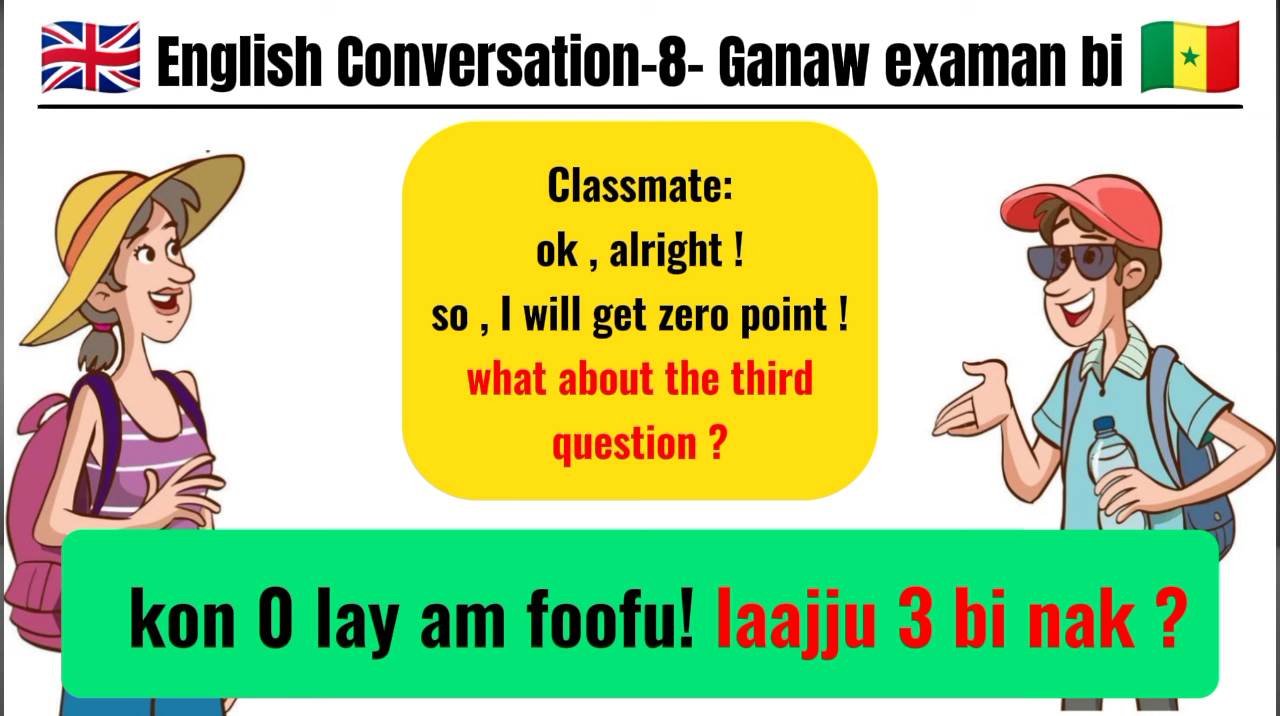 English Conversation-8- Ganaw examan bi
Classmate:
ok , alright !
so , I will get zero point !
what about the third
question ?
kon 0 lay am foofu! laajju 3 bi nak ?